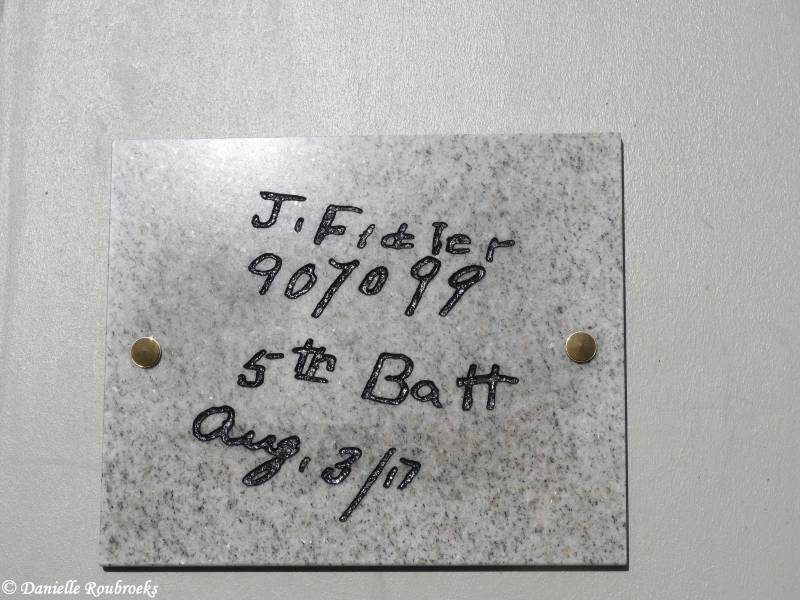 J. Fidler
907099
5th Batt
Aug. 3/17
© Danielle Roubroeks